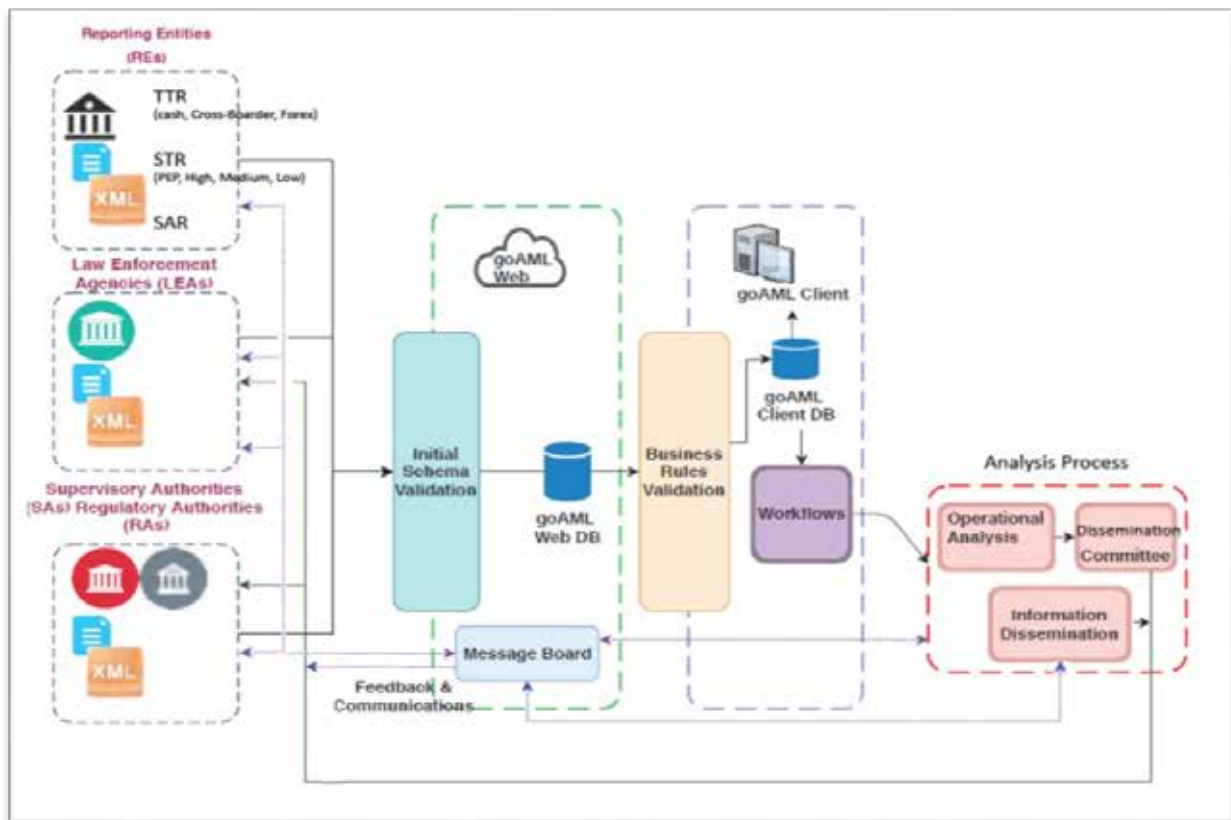 Reporting Entities
(REs)
TTR
(cash, Cross-Boarder, Forex)
STR
(PEP, High, Medium, Low)
XML
SAR
Law Enforcement
Agencies (LEAs)
XML
Supervisory Authorities
(SAs) Regulatory Authorities
(RAs)
XML
goAML
Web
Initial
Schema
Validation
goAML
Web DB
Message Board
Feedback &
Communications
Business
Rules
Validation
goAML Client
goAML
Client DB
Workflows
Analysis Process
Operational
Analysis
Dissemination
Committee
Information
Dissemination